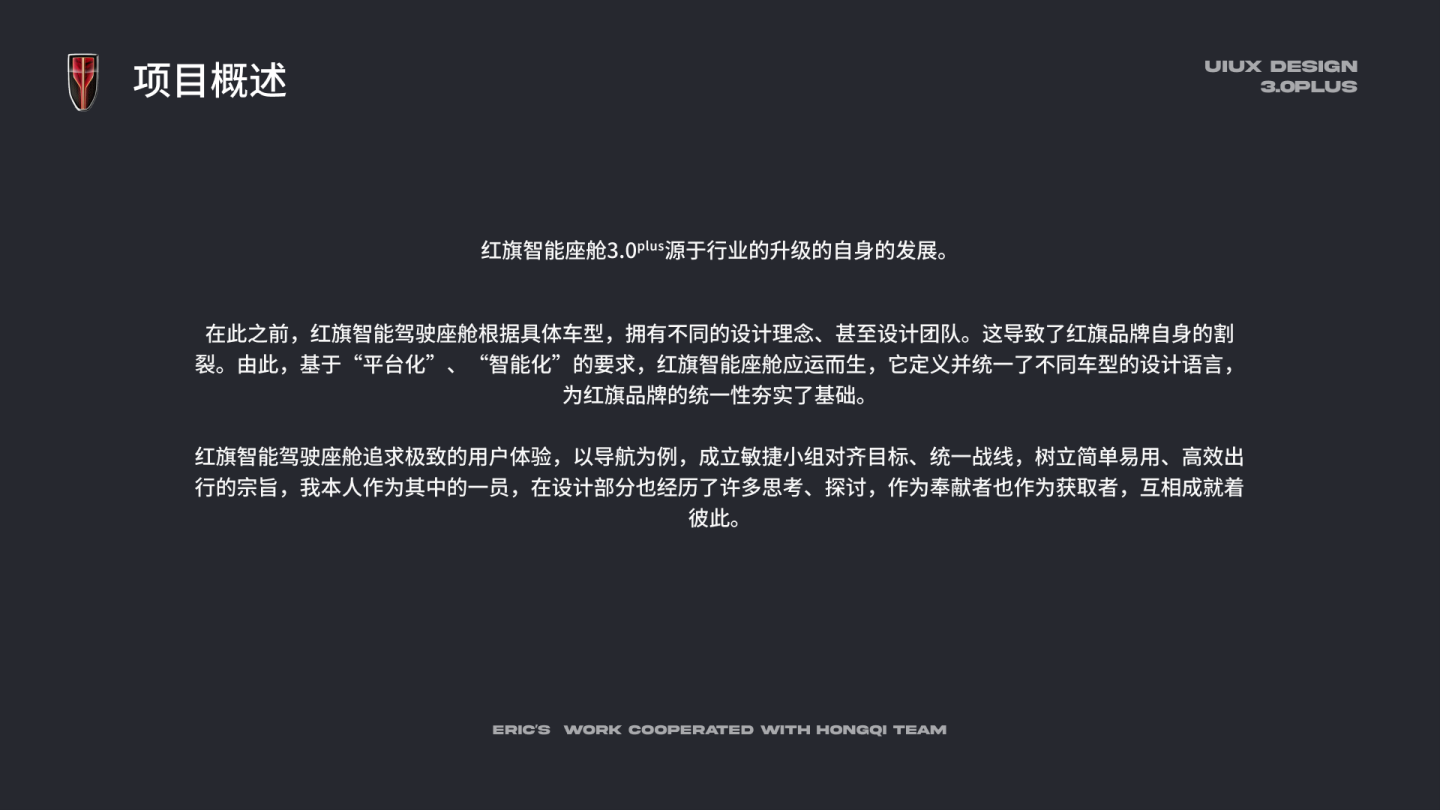 项目概述
UIUX DESIGN
3.0PLUS
红旗智能座舱3.0plus源于行业的升级的自身的发展。
在此之前，红旗智能驾驶座舱根据具体车型，拥有不同的设计理念、甚至设计团队。这导致了红旗品牌自身的割
裂。由此，基于“平台化”、“智能化”的要求，红旗智能座舱应运而生，它定义并统一了不同车型的设计语言，
为红旗品牌的统一性夯实了基础。
红旗智能驾驶座舱追求极致的用户体验，以导航为例，成立敏捷小组对齐目标、统一战线，树立简单易用、高效出
行的宗旨，我本人作为其中的一员，在设计部分也经历了许多思考、探讨，作为奉献者也作为获取者，互相成就着
彼此。
ERIC'S WORK COOPERATED WITH HONGQI TEAM